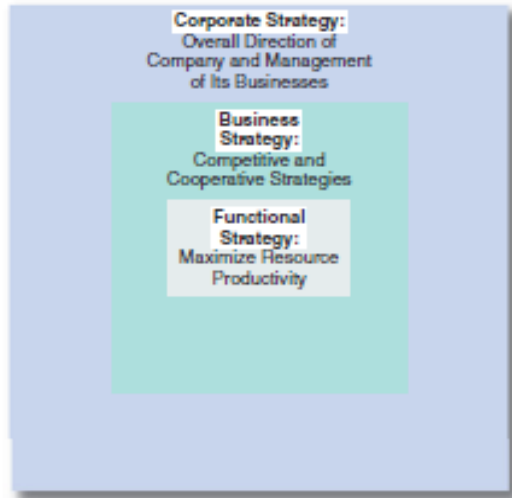 Corporate Strategy:
Overall Direction of
Company and Management
of Its Businesses
Business
Strategy:
Competitive and
Cooperative Strategies
Functional
Strategy:
Maximize Resource
Productivity